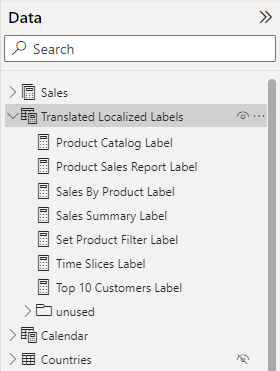 Data
Search
Sales
Translated Localized Labels
Product Catalog Label
Product Sales Report Label
Sales By Product Label
Sales Summary Label
Set Product Filter Label
Time Slices Label
Top 10 Customers Label
unused
Calendar
Countries